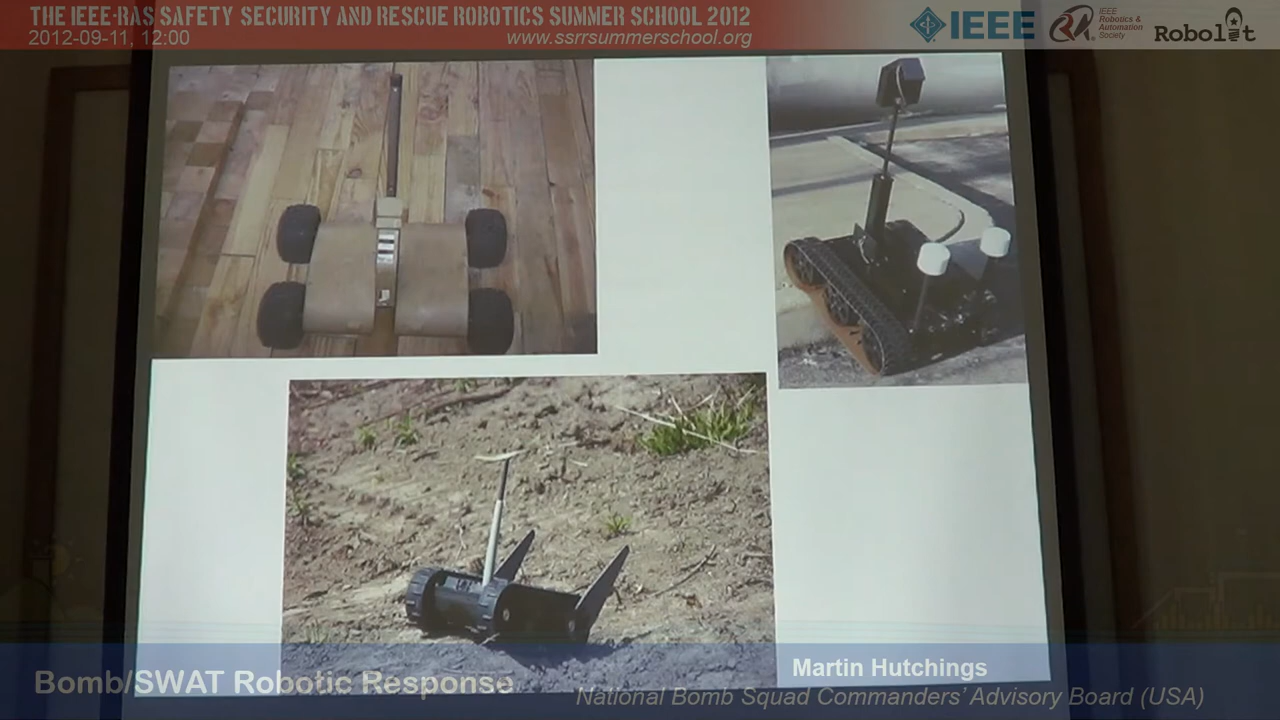 THE IEEE-RAS SAFETY SECURITY AND RESCUE ROBOTICS SUMMER SCHOOL 2012
2012-09-11, 12:00
www.ssrrsummerschool.org
IEEE
IEEE
Robotics &
Automation
Society
Robolit
Bomb/SWAT Robotic Response
Martin Hutchings
National Bomb Squad Commanders' Advisory Board (USA)